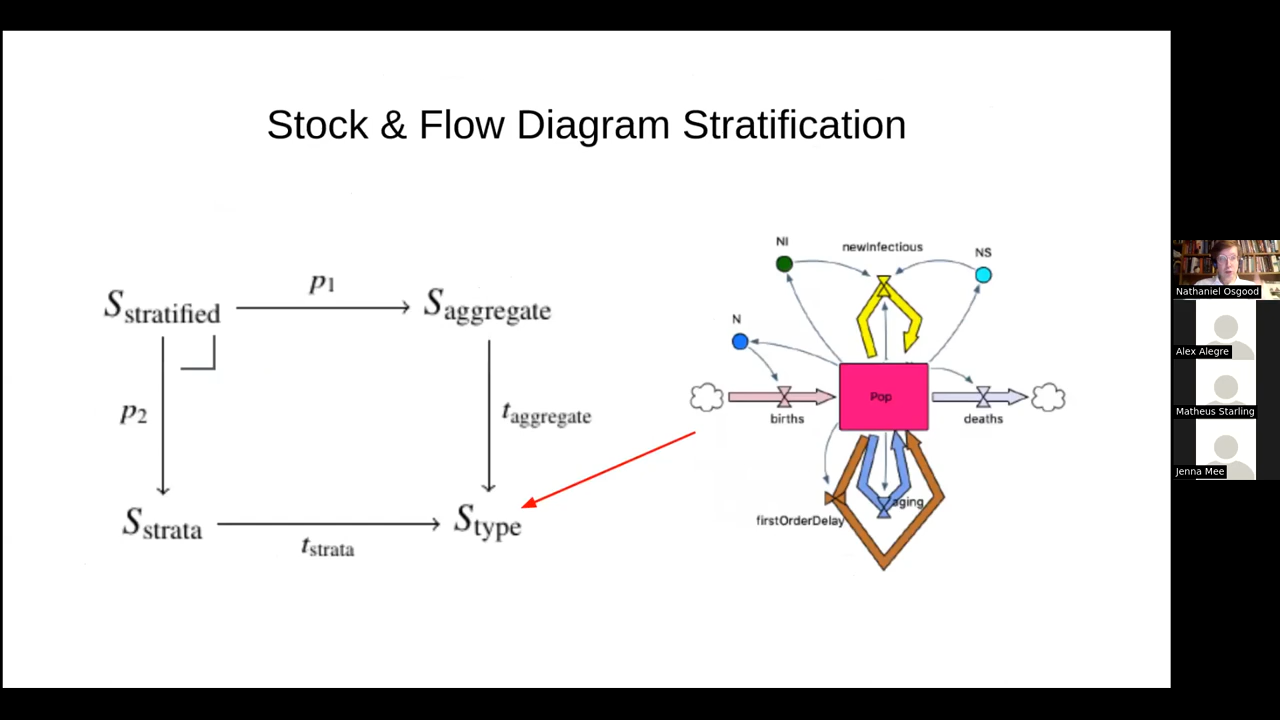 Stock & Flow Diagram Stratification
S_stratified
p₁
S_aggregate
p₂
t_aggregate
S_strata
t_strata
S_type
NI
newInfectious
NS
N
Pop
births
deaths
aging
firstOrderDelay
Nathaniel Osgood
Alex Alegre
Matheus Starling
Jenna Mee